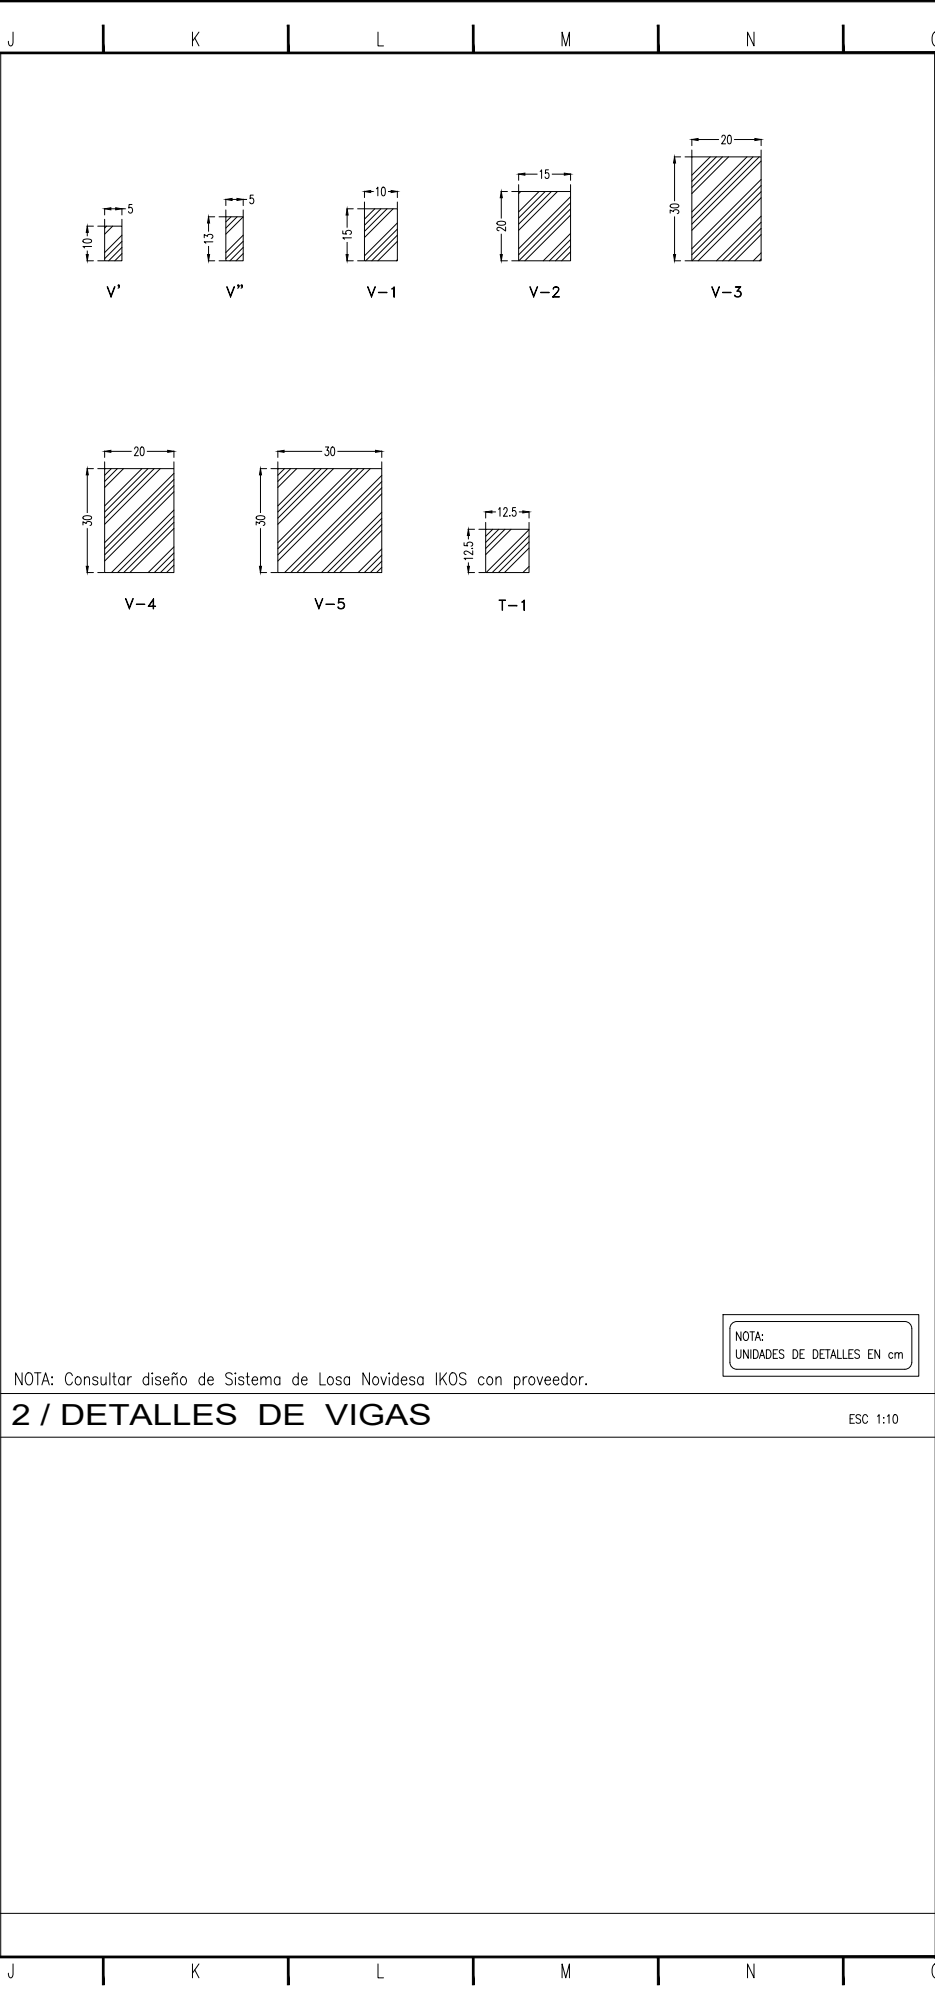 J K L M N
5 5 10 15 20
10 13 15 20 30
V' V" V-1 V-2 V-3
20 30 12.5
30 30 12.5
V-4 V-5 T-1
NOTA:
UNIDADES DE DETALLES EN cm
NOTA: Consultar diseño de Sistema de Losa Novidesa IKOS con proveedor.
2 / DETALLES DE VIGAS
ESC 1:10
J K L M N